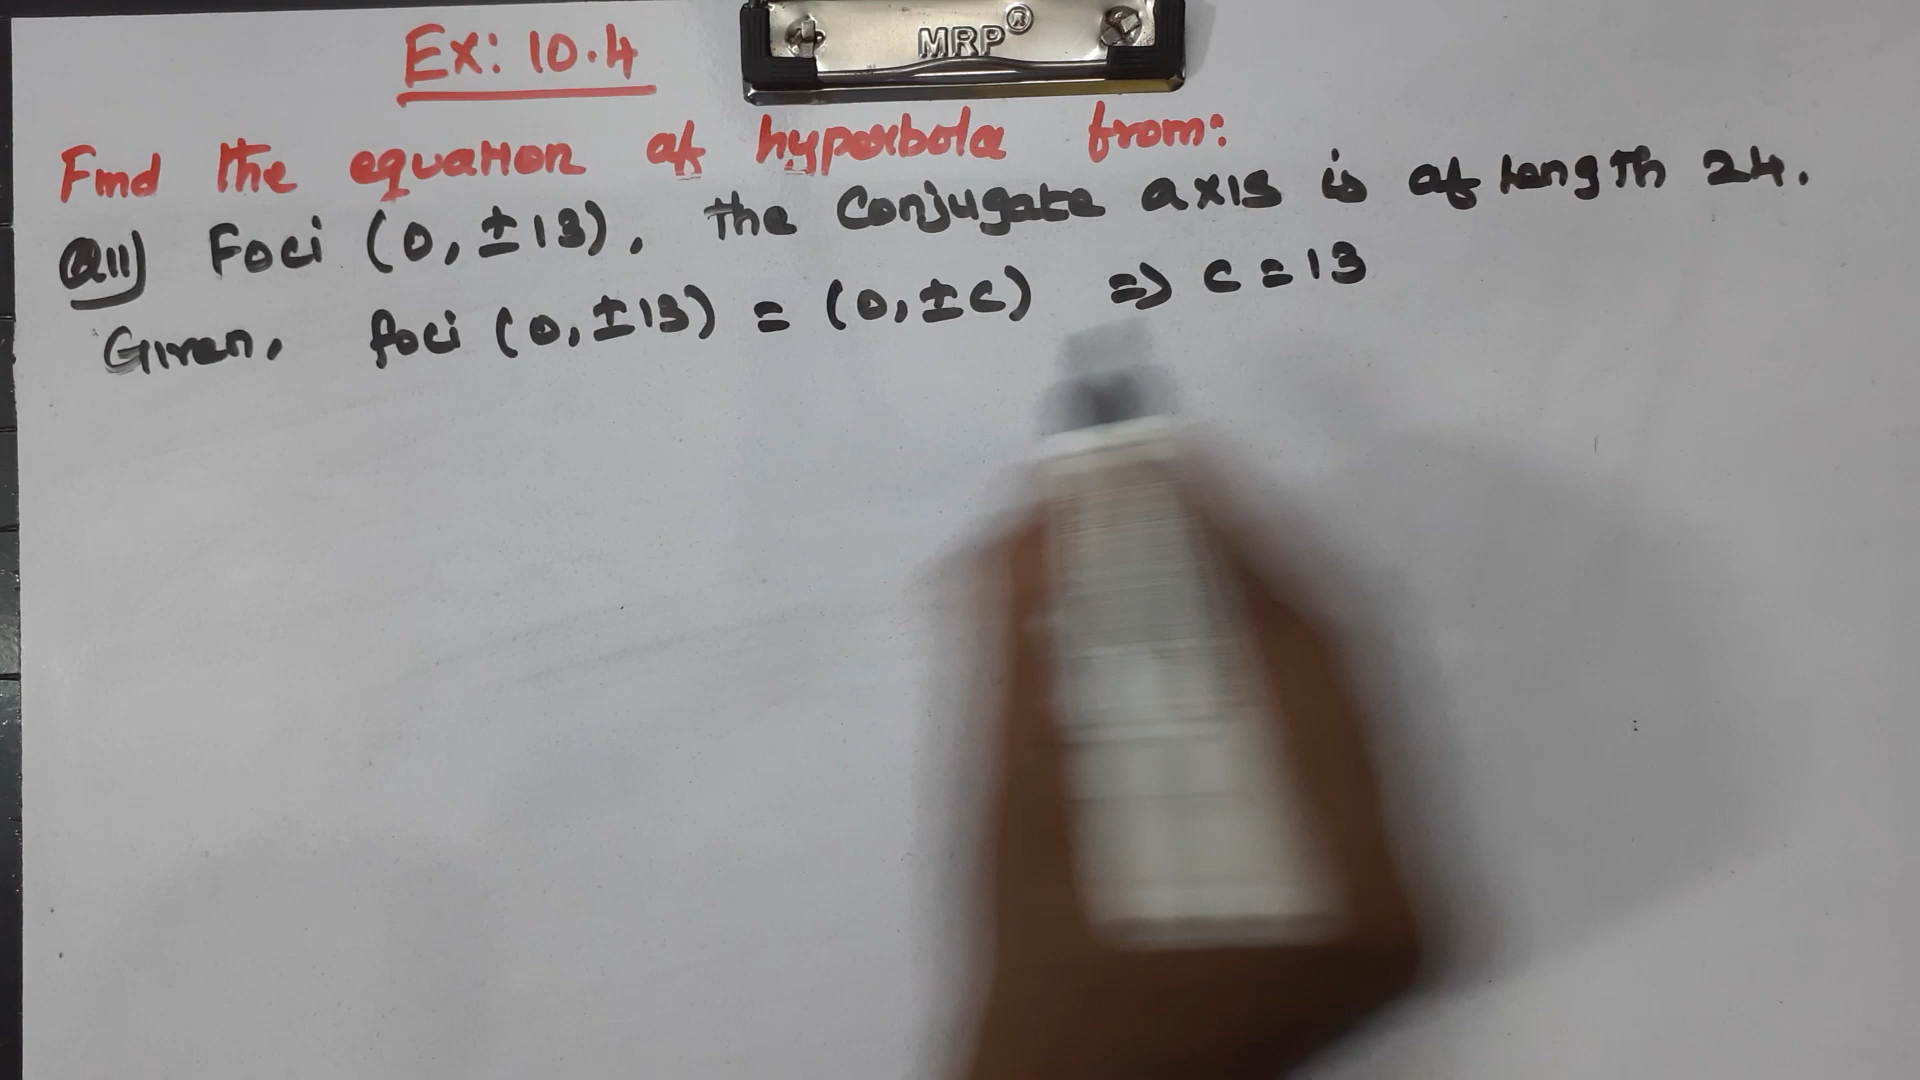 MRP®
Ex: 10.4
Find the equation of hyperbola from:
Q11) Foci (0, ±13), the Conjugate axis is of length 24.
Given, foci (0, ±13) = (0, ±c) => c = 13